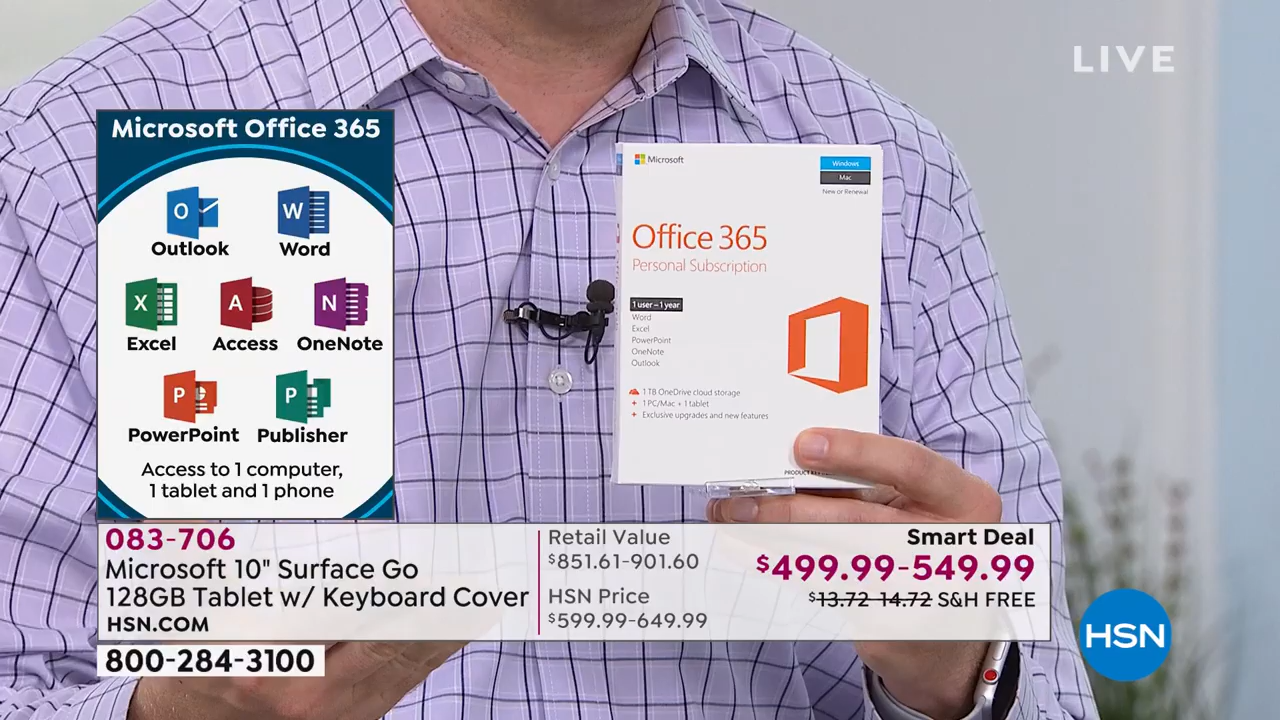 LIVE
Microsoft Office 365
O
Outlook
W
Word
X
Excel
A
Access
N
OneNote
P
PowerPoint
P
Publisher
Access to 1 computer,
1 tablet and 1 phone
Microsoft
Windows
Mac
New or Renewal
Office 365
Personal Subscription
1 user – 1 year
Word
Excel
PowerPoint
OneNote
Outlook
1 TB OneDrive cloud storage
+ 1 PC/Mac + 1 tablet
+ Exclusive upgrades and new features
PRODUCT
083-706
Microsoft 10" Surface Go
128GB Tablet w/ Keyboard Cover
HSN.COM
Retail Value
$851.61-901.60
HSN Price
$599.99-649.99
Smart Deal
$499.99-549.99
$13.72-14.72 S&H FREE
800-284-3100
HSN